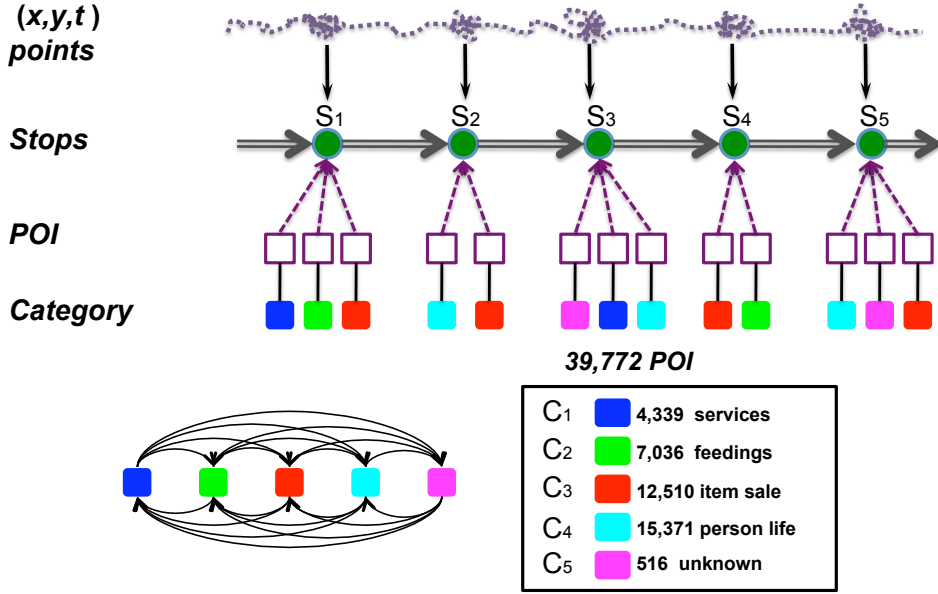 (x,y,t)
points
S1 S2 S3 S4 S5
Stops
POI
Category
39,772 POI
C1 4,339 services
C2 7,036 feedings
C3 12,510 item sale
C4 15,371 person life
C5 516 unknown